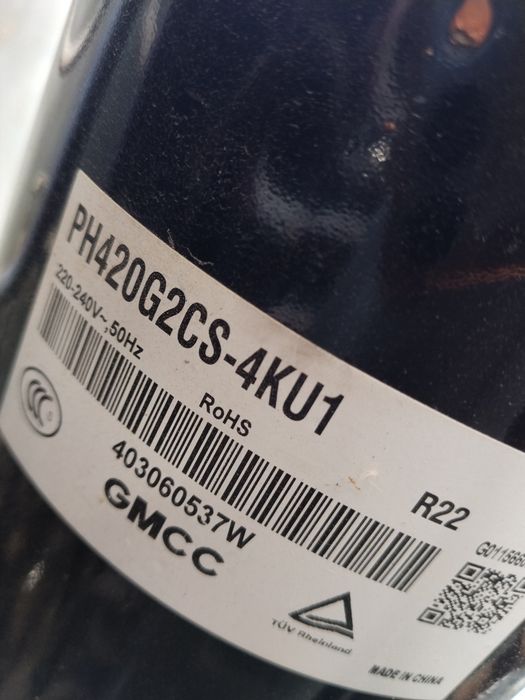 PH420G2CS-4KU1
220-240V~,50Hz
RoHS
R22
403060537W
GMCC
TÜV Rheinland
MADE IN CHINA